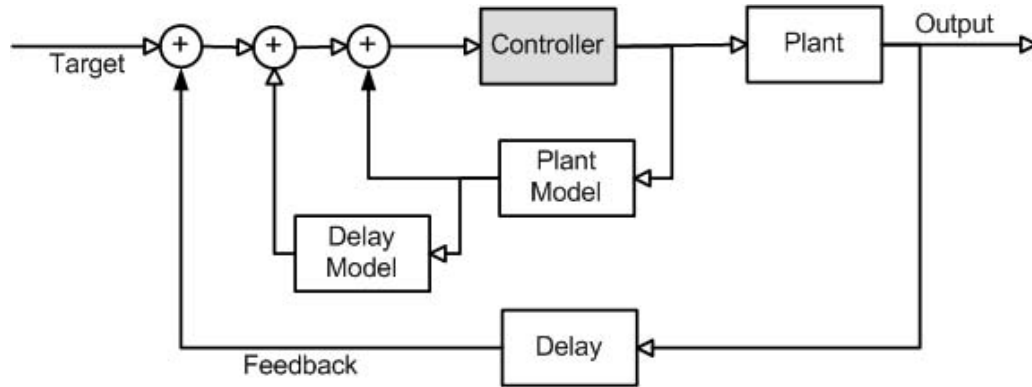 +
+
+
Controller
Plant
Output
Target
Plant
Model
Delay
Model
Delay
Feedback